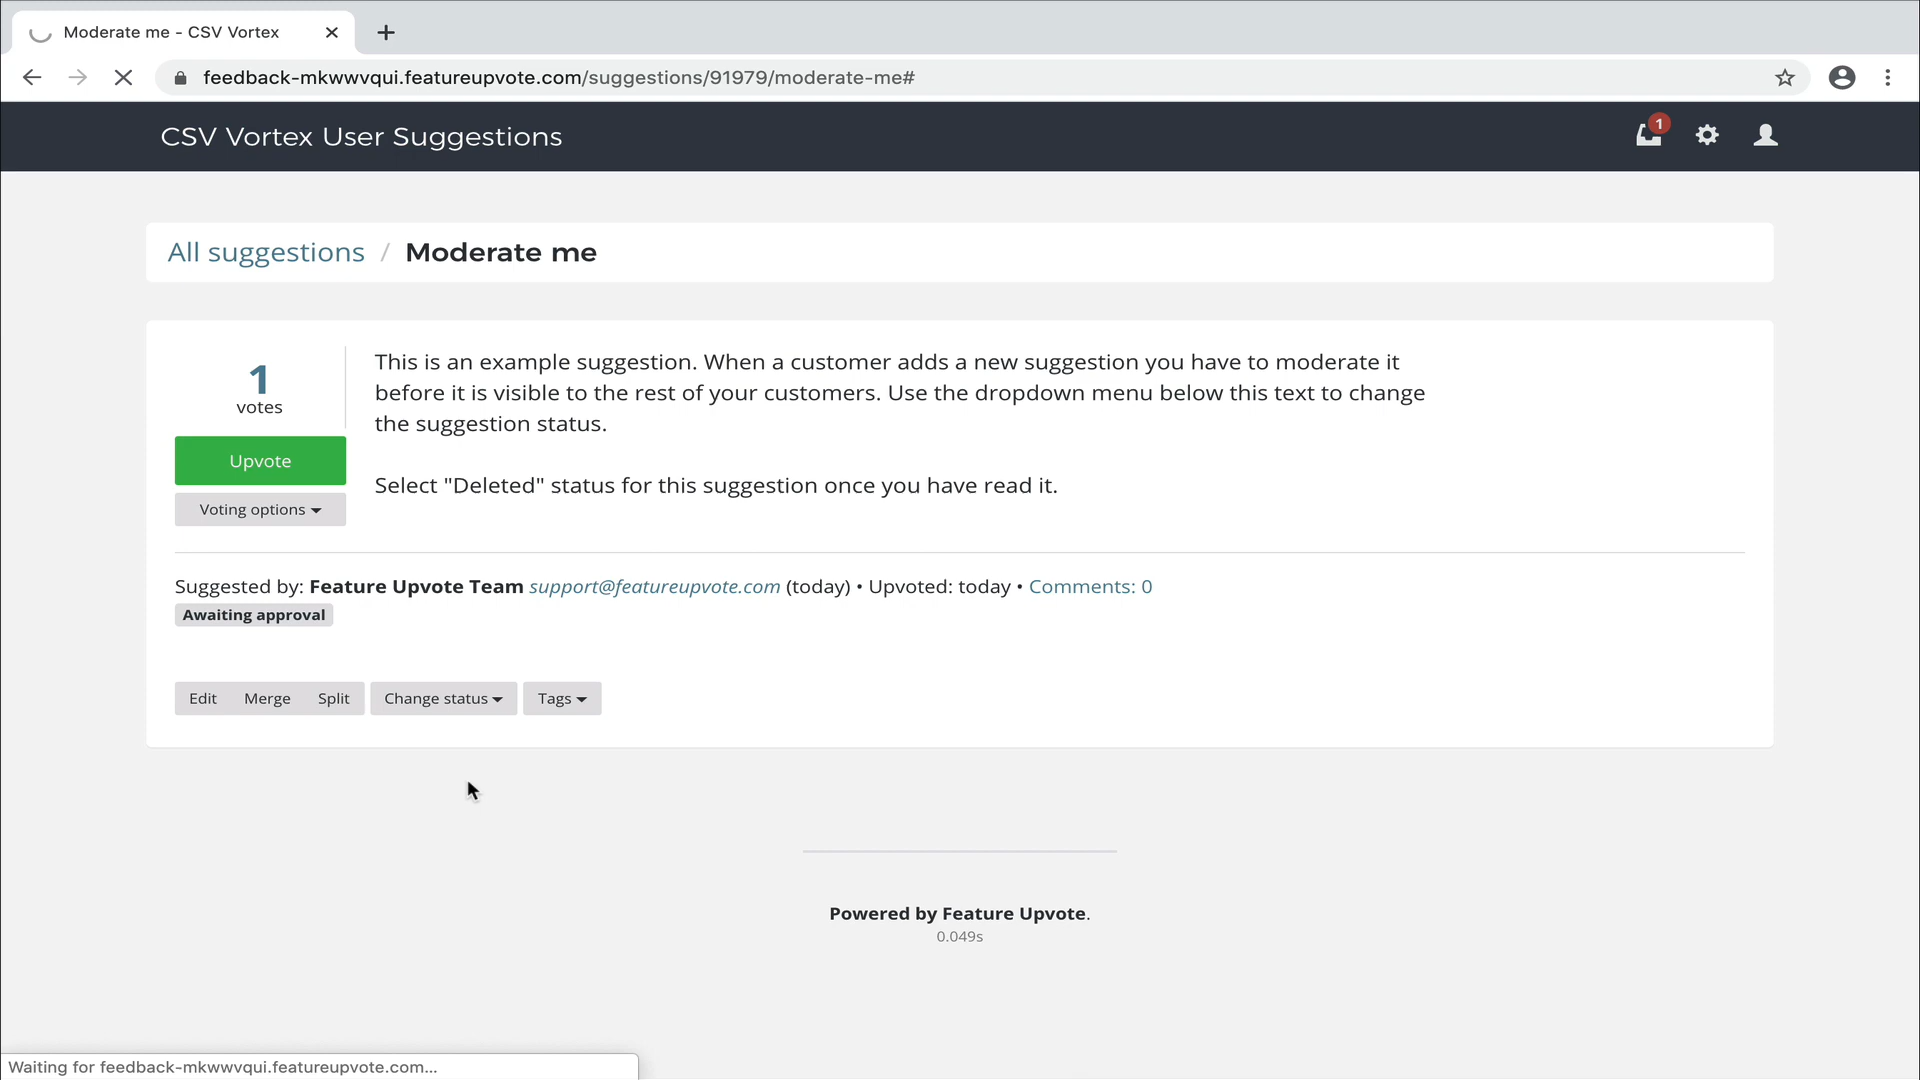 Moderate me - CSV Vortex
feedback-mkwwvqui.featureupvote.com/suggestions/91979/moderate-me#
CSV Vortex User Suggestions
1
All suggestions / Moderate me
1
votes
Upvote
Voting options
This is an example suggestion. When a customer adds a new suggestion you have to moderate it
before it is visible to the rest of your customers. Use the dropdown menu below this text to change
the suggestion status.
Select "Deleted" status for this suggestion once you have read it.
Suggested by: Feature Upvote Team support@featureupvote.com (today) • Upvoted: today • Comments: 0
Awaiting approval
Edit Merge Split Change status Tags
Powered by Feature Upvote.
0.049s
Waiting for feedback-mkwwvqui.featureupvote.com...